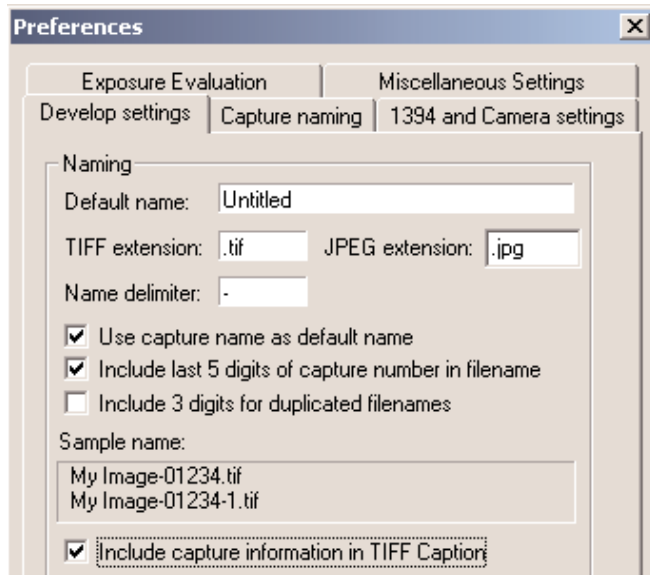 Preferences
Exposure Evaluation Miscellaneous Settings
Develop settings Capture naming 1394 and Camera settings
Naming
Default name: Untitled
TIFF extension: .tif JPEG extension: .jpg
Name delimiter: -
Use capture name as default name
Include last 5 digits of capture number in filename
Include 3 digits for duplicated filenames
Sample name:
My Image-01234.tif
My Image-01234-1.tif
Include capture information in TIFF Caption